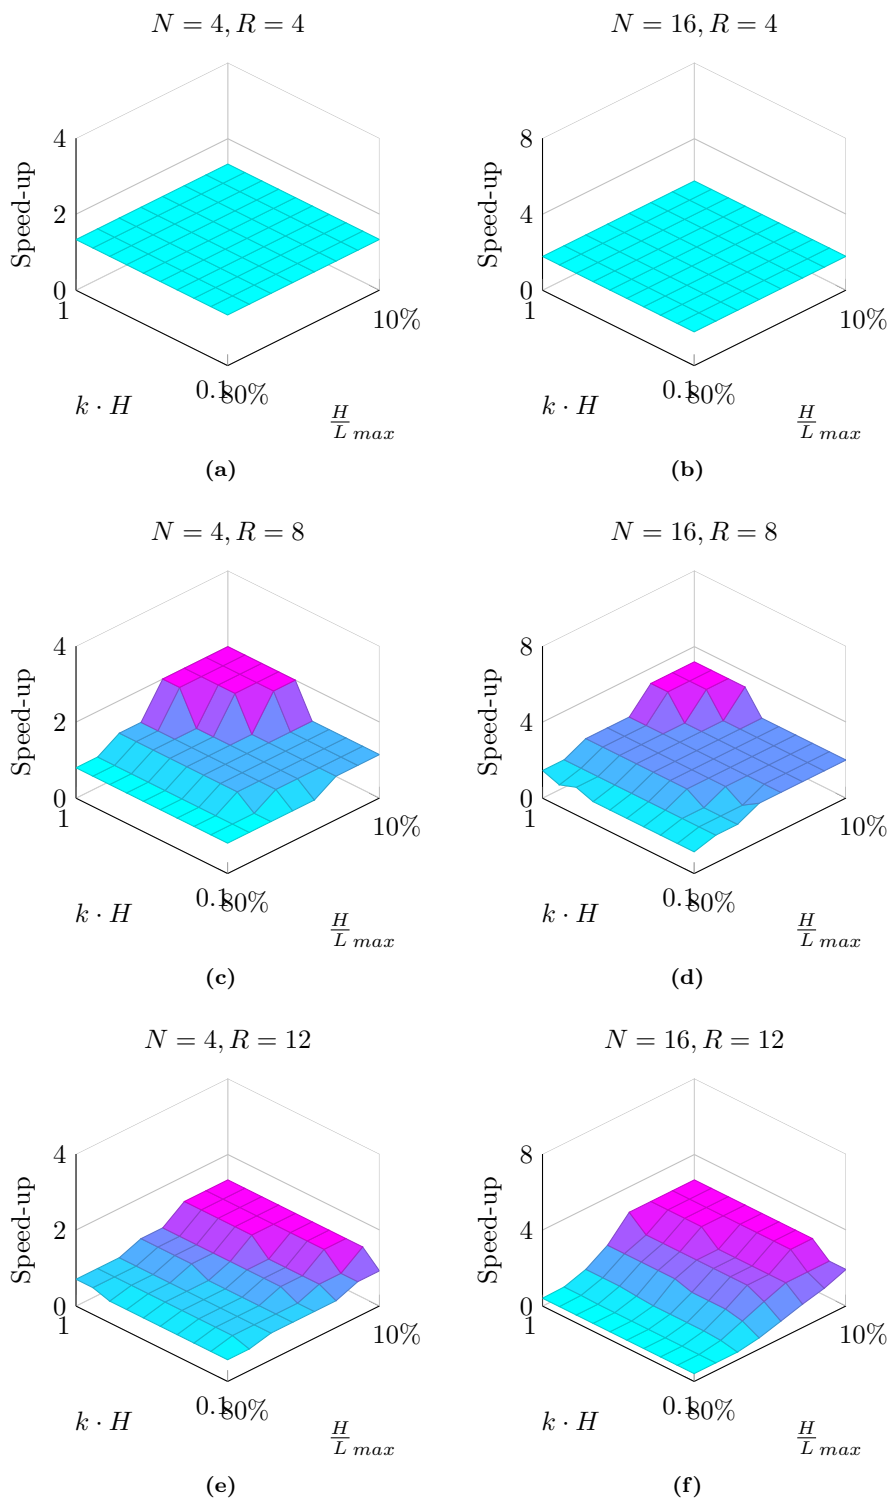 N = 4, R = 4
4
2
0
Speed-up
1
0.1
80%
10%
k · H
H/L max
(a)
N = 16, R = 4
8
4
0
Speed-up
1
0.1
80%
10%
k · H
H/L max
(b)
N = 4, R = 8
4
2
0
Speed-up
1
0.1
80%
10%
k · H
H/L max
(c)
N = 16, R = 8
8
4
0
Speed-up
1
0.1
80%
10%
k · H
H/L max
(d)
N = 4, R = 12
4
2
0
Speed-up
1
0.1
80%
10%
k · H
H/L max
(e)
N = 16, R = 12
8
4
0
Speed-up
1
0.1
80%
10%
k · H
H/L max
(f)